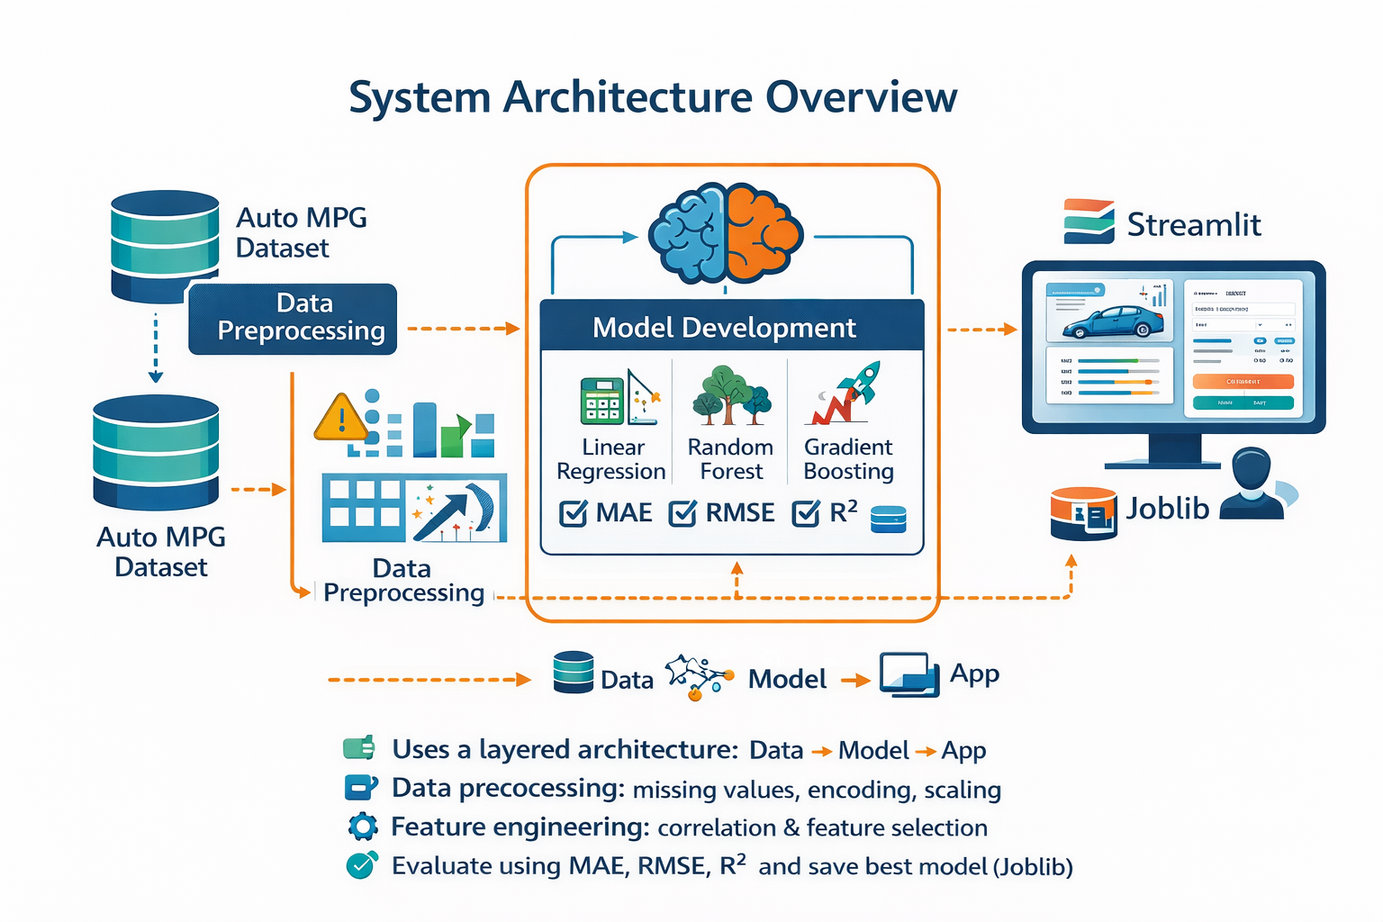 System Architecture Overview
Auto MPG
Dataset
Data
Preprocessing
Auto MPG
Dataset
Data
Preprocessing
Model Development
Linear
Regression
Random
Forest
Gradient
Boosting
MAE
RMSE
R²
Streamlit
Joblib
Data
Model
App
Uses a layered architecture: Data → Model → App
Data precocessing: missing values, encoding, scaling
Feature engineering: correlation & feature selection
Evaluate using MAE, RMSE, R² and save best model (Joblib)